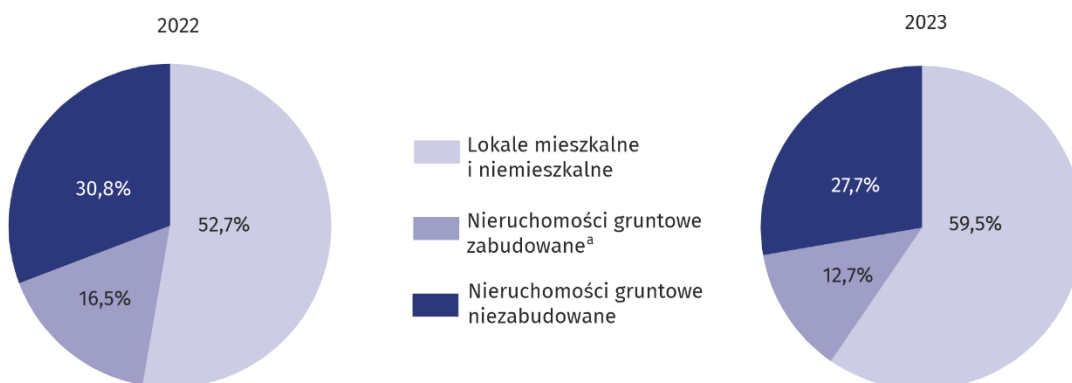 2022
30,8%
52,7%
16,5%
Lokale mieszkalne
i niemieszkalne
Nieruchomości gruntowe
zabudowaneᵃ
Nieruchomości gruntowe
niezabudowane
2023
27,7%
59,5%
12,7%